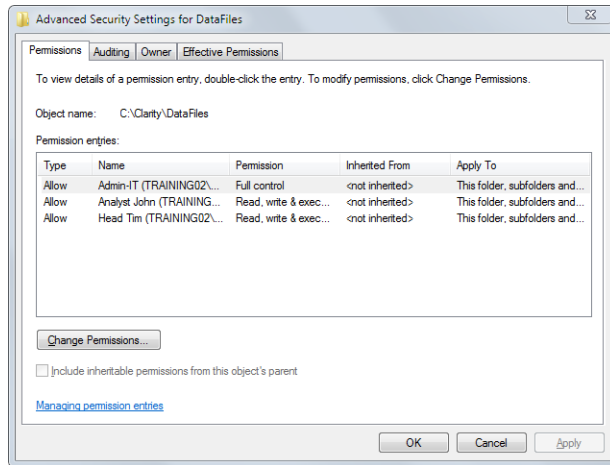 Advanced Security Settings for DataFiles
Permissions Auditing Owner Effective Permissions
To view details of a permission entry, double-click the entry. To modify permissions, click Change Permissions.
Object name: C:\Clarity\DataFiles
Permission entries:
Type Name Permission Inherited From Apply To
Allow Admin-IT (TRAINING02\... Full control <not inherited> This folder, subfolders and...
Allow Analyst John (TRAINING... Read, write & exec... <not inherited> This folder, subfolders and...
Allow Head Tim (TRAINING02\... Read, write & exec... <not inherited> This folder, subfolders and...
Change Permissions...
Include inheritable permissions from this object's parent
Managing permission entries
OK Cancel Apply